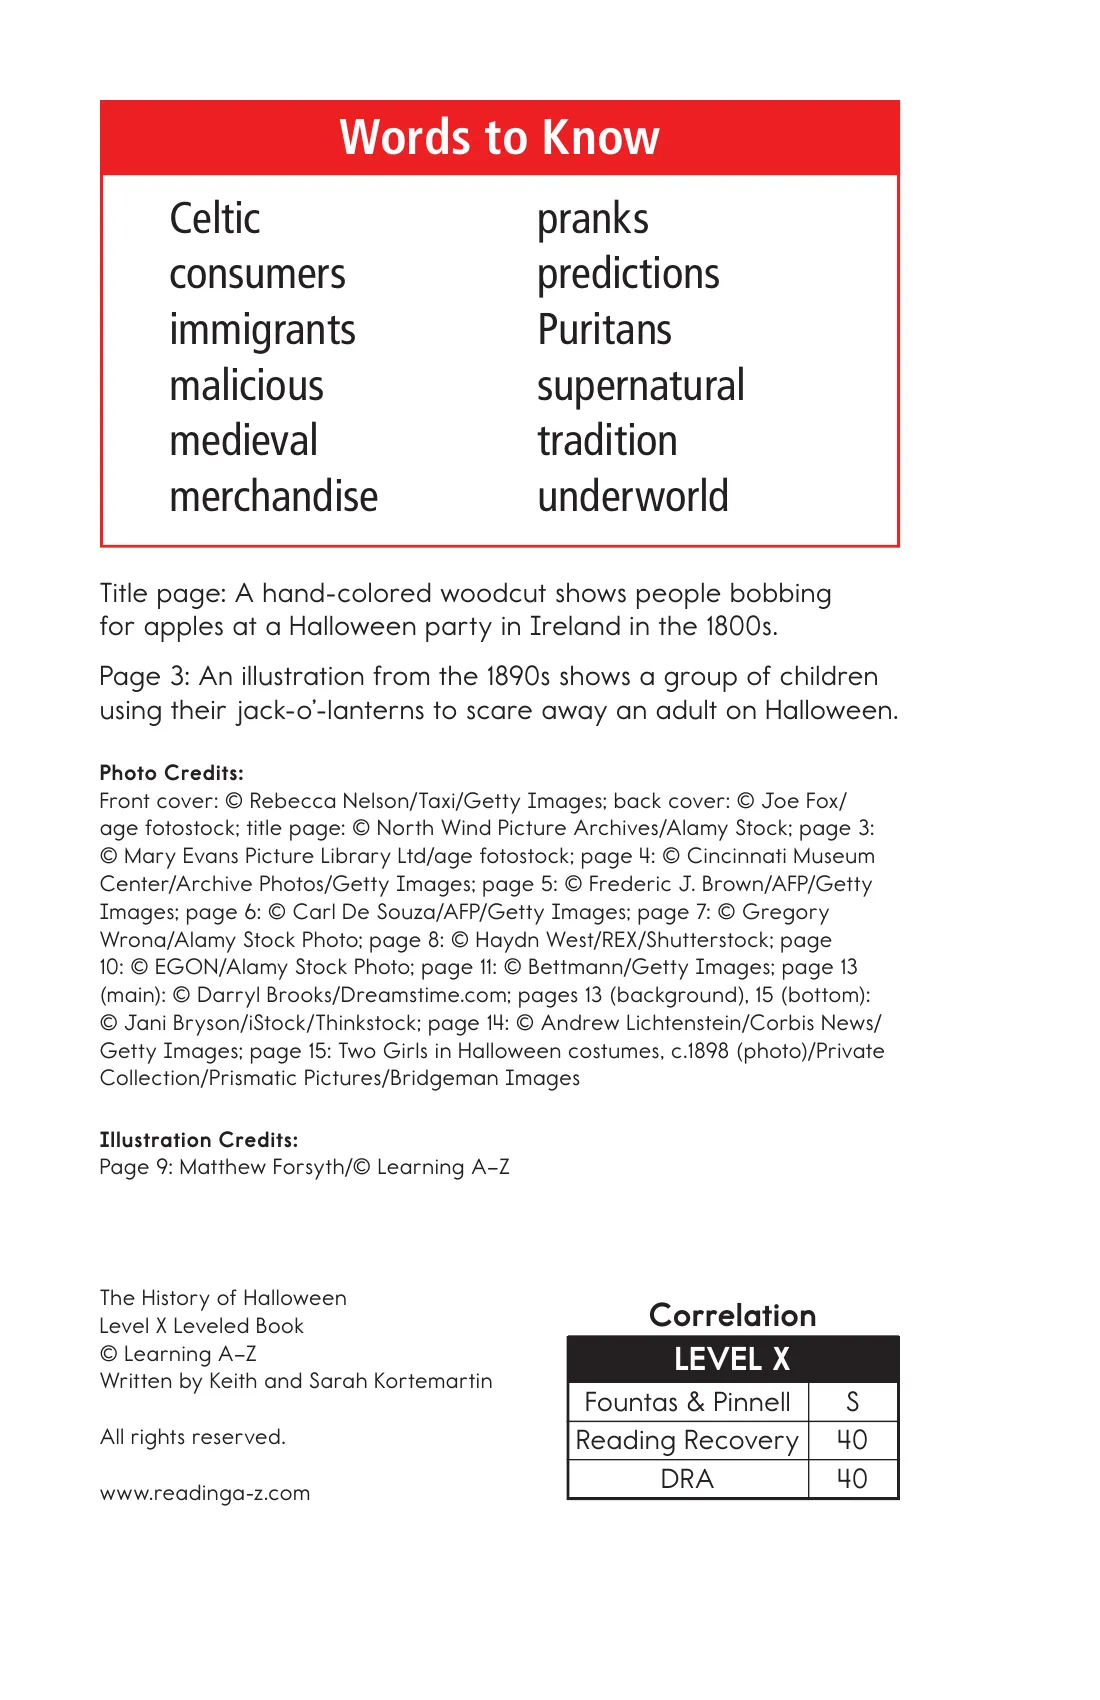 Words to Know
Celtic
consumers
immigrants
malicious
medieval
merchandise
pranks
predictions
Puritans
supernatural
tradition
underworld
Title page: A hand-colored woodcut shows people bobbing
for apples at a Halloween party in Ireland in the 1800s.
Page 3: An illustration from the 1890s shows a group of children
using their jack-o’-lanterns to scare away an adult on Halloween.
Photo Credits:
Front cover: © Rebecca Nelson/Taxi/Getty Images; back cover: © Joe Fox/
age fotostock; title page: © North Wind Picture Archives/Alamy Stock; page 3:
© Mary Evans Picture Library Ltd/age fotostock; page 4: © Cincinnati Museum
Center/Archive Photos/Getty Images; page 5: © Frederic J. Brown/AFP/Getty
Images; page 6: © Carl De Souza/AFP/Getty Images; page 7: © Gregory
Wrona/Alamy Stock Photo; page 8: © Haydn West/REX/Shutterstock; page
10: © EGON/Alamy Stock Photo; page 11: © Bettmann/Getty Images; page 13
(main): © Darryl Brooks/Dreamstime.com; pages 13 (background), 15 (bottom):
© Jani Bryson/iStock/Thinkstock; page 14: © Andrew Lichtenstein/Corbis News/
Getty Images; page 15: Two Girls in Halloween costumes, c.1898 (photo)/Private
Collection/Prismatic Pictures/Bridgeman Images
Illustration Credits:
Page 9: Matthew Forsyth/© Learning A–Z
The History of Halloween
Level X Leveled Book
© Learning A–Z
Written by Keith and Sarah Kortemartin
All rights reserved.
www.readinga-z.com
Correlation
LEVEL X
Fountas & Pinnell S
Reading Recovery 40
DRA 40